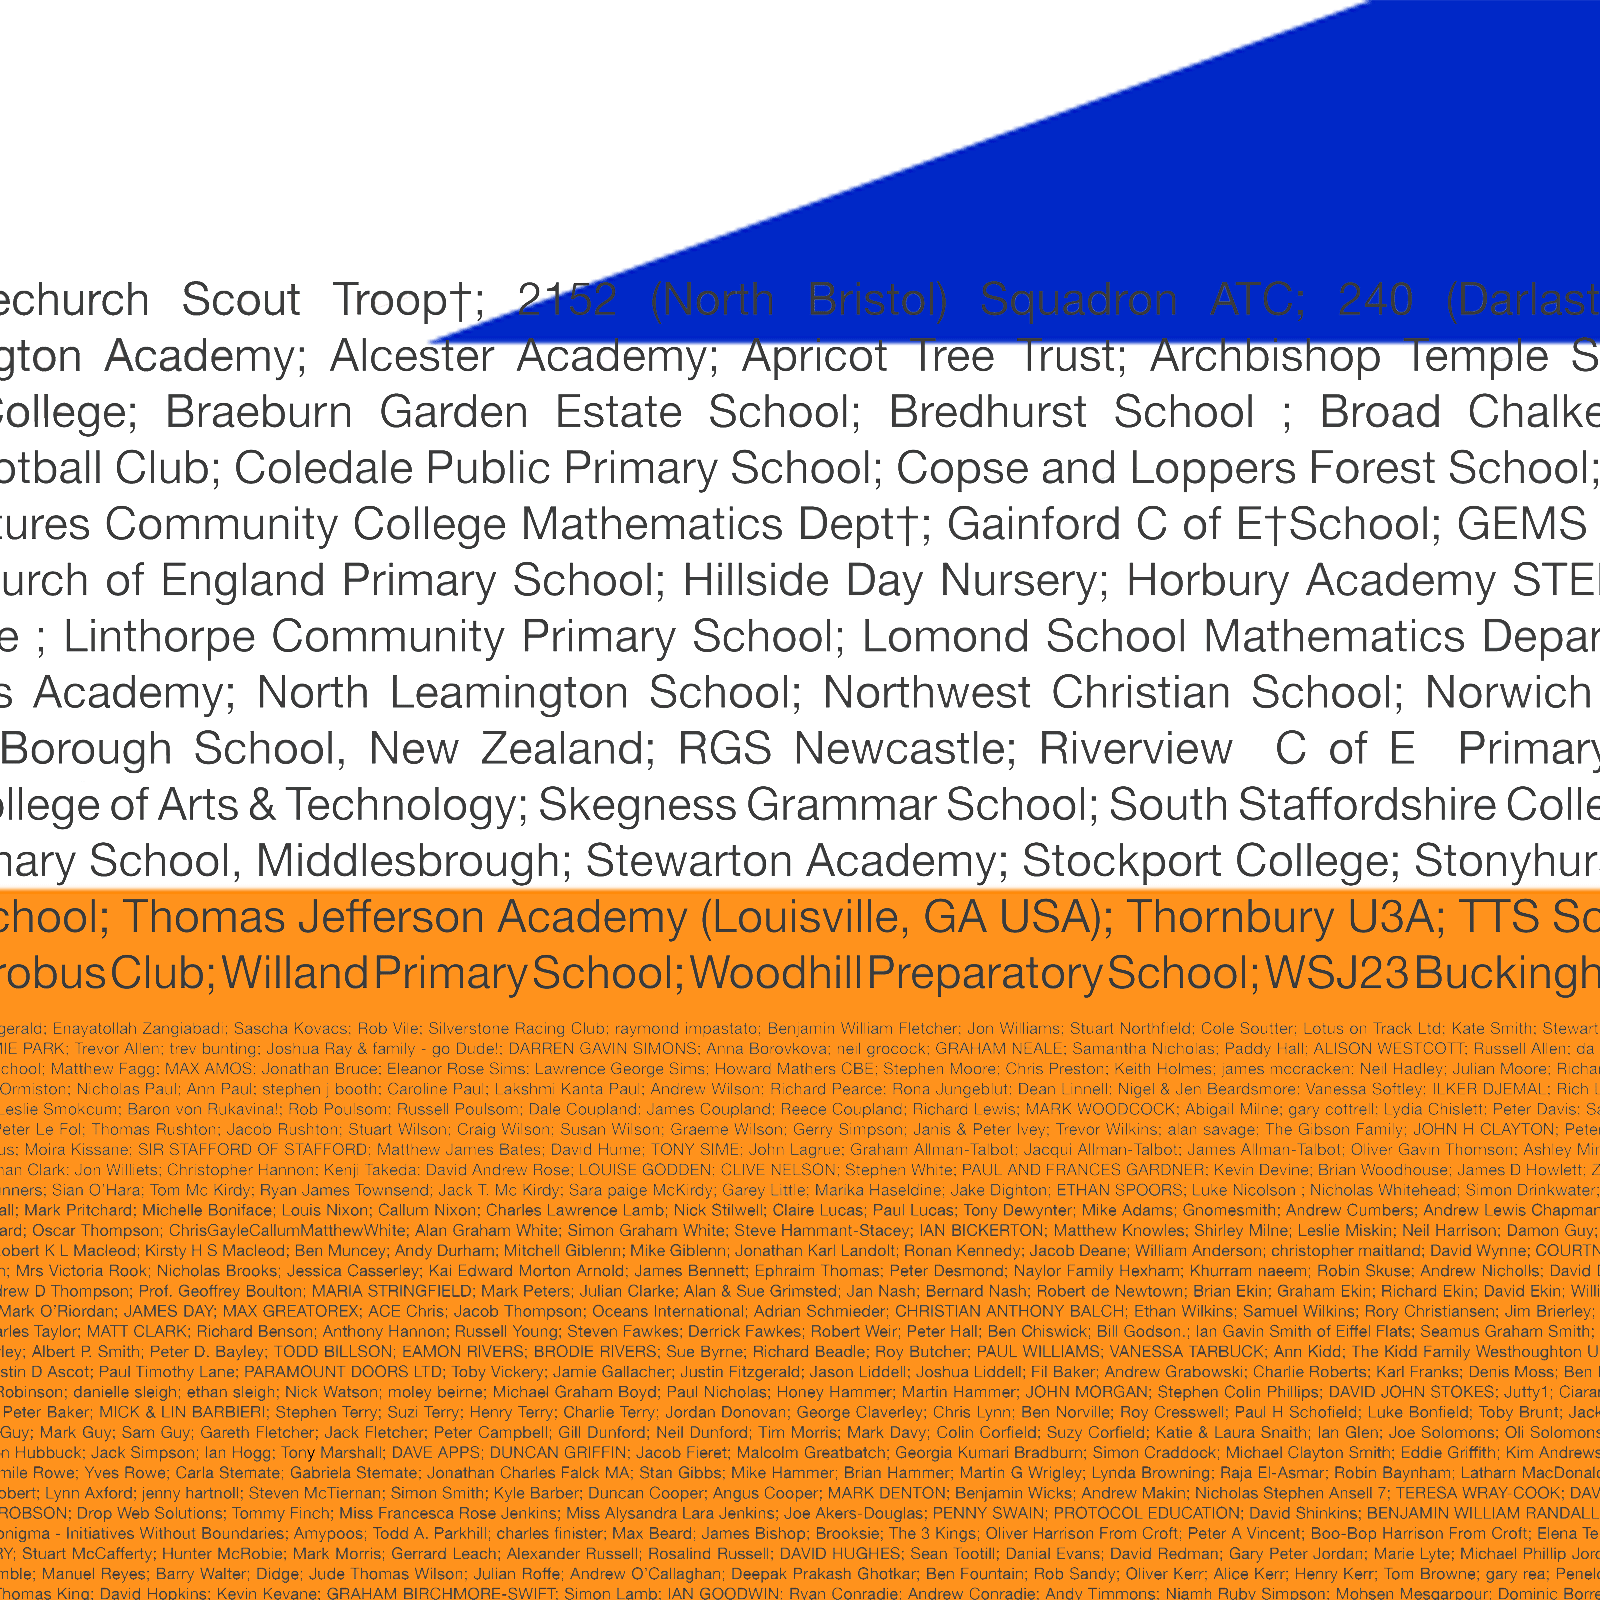 echurch Scout Troop†; 2152 (North Bristol) Squadron ATC; 240 (Darlast
gton Academy; Alcester Academy; Apricot Tree Trust; Archbishop Temple S
College; Braeburn Garden Estate School; Bredhurst School ; Broad Chalke
otball Club; Coledale Public Primary School; Copse and Loppers Forest School;
tures Community College Mathematics Dept†; Gainford C of E†School; GEMS
urch of England Primary School; Hillside Day Nursery; Horbury Academy STE
e ; Linthorpe Community Primary School; Lomond School Mathematics Depar
s Academy; North Leamington School; Northwest Christian School; Norwich
Borough School, New Zealand; RGS Newcastle; Riverview C of E Primary
ollege of Arts & Technology; Skegness Grammar School; South Staffordshire Colle
nary School, Middlesbrough; Stewarton Academy; Stockport College; Stonyhurs
chool; Thomas Jefferson Academy (Louisville, GA USA); Thornbury U3A; TTS Sc
robus Club; Willand Primary School; Woodhill Preparatory School; WSJ23 Buckingh
gerald; Enayatollah Zangiabadi; Sascha Kovacs; Rob Vile; Silverstone Racing Club; raymond impastato; Benjamin William Fletcher; Jon Williams; Stuart Northfield; Cole Soutter; Lotus on Track Ltd; Kate Smith; Stewart
MIE PARK; Trevor Allen; trev bunting; Joshua Ray & family - go Dude!; DARREN GAVIN SIMONS; Anna Borovkova; neil grocock; GRAHAM NEALE; Samantha Nicholas; Paddy Hall; ALISON WESTCOTT; Russell Allen; da
chool; Matthew Fagg; MAX AMOS; Jonathan Bruce; Eleanor Rose Sims; Lawrence George Sims; Howard Mathers CBE; Stephen Moore; Chris Preston; Keith Holmes; james mccracken; Neil Hadley; Julian Moore; Richa
Ormiston; Nicholas Paul; Ann Paul; stephen j booth; Caroline Paul; Lakshmi Kanta Paul; Andrew Wilson; Richard Pearce; Rona Jungeblut; Dean Linnell; Nigel & Jen Beardsmore; Vanessa Softley; ILKER DJEMAL; Rich L
Leslie Smokcum; Baron von Rukavina!; Rob Poulsom; Russell Poulsom; Dale Coupland; James Coupland; Reece Coupland; Richard Lewis; MARK WOODCOCK; Abigail Milne; gary cottrell; Lydia Chislett; Peter Davis; Sa
Peter Le Fol; Thomas Rushton; Jacob Rushton; Stuart Wilson; Craig Wilson; Susan Wilson; Graeme Wilson; Gerry Simpson; Janis & Peter Ivey; Trevor Wilkins; alan savage; The Gibson Family; JOHN H CLAYTON; Pete
us; Moira Kissane; SIR STAFFORD OF STAFFORD; Matthew James Bates; David Hume; TONY SIME; John Lagrue; Graham Allman-Talbot; Jacqui Allman-Talbot; James Allman-Talbot; Oliver Gavin Thomson; Ashley Mi
nan Clark; Jon Williets; Christopher Hannon; Kenji Takeda; David Andrew Rose; LOUISE GODDEN; CLIVE NELSON; Stephen White; PAUL AND FRANCES GARDNER; Kevin Devine; Brian Woodhouse; James D Howlett; Z
nners; Sian O'Hara; Tom Mc Kirdy; Ryan James Townsend; Jack T. Mc Kirdy; Sara paige McKirdy; Garey Little; Marika Haseldine; Jake Dighton; ETHAN SPOORS; Luke Nicolson ; Nicholas Whitehead; Simon Drinkwater;
all; Mark Pritchard; Michelle Boniface; Louis Nixon; Callum Nixon; Charles Lawrence Lamb; Nick Stilwell; Claire Lucas; Paul Lucas; Tony Dewynter; Mike Adams; Gnomesmith; Andrew Cumbers; Andrew Lewis Chapman
ard; Oscar Thompson; ChrisGayleCallumMatthewWhite; Alan Graham White; Simon Graham White; Steve Hammant-Stacey; IAN BICKERTON; Matthew Knowles; Shirley Milne; Leslie Miskin; Neil Harrison; Damon Guy;
obert K L Macleod; Kirsty H S Macleod; Ben Muncey; Andy Durham; Mitchell Giblenn; Mike Giblenn; Jonathan Karl Landolt; Ronan Kennedy; Jacob Deane; William Anderson; christopher maitland; David Wynne; COURTN
n; Mrs Victoria Rook; Nicholas Brooks; Jessica Casserley; Kai Edward Morton Arnold; James Bennett; Ephraim Thomas; Peter Desmond; Naylor Family Hexham; Khurram naeem; Robin Skuse; Andrew Nicholls; David
drew D Thompson; Prof. Geoffrey Boulton; MARIA STRINGFIELD; Mark Peters; Julian Clarke; Alan & Sue Grimsted; Jan Nash; Bernard Nash; Robert de Newtown; Brian Ekin; Graham Ekin; Richard Ekin; David Ekin; Willi
Mark O'Riordan; JAMES DAY; MAX GREATOREX; ACE Chris; Jacob Thompson; Oceans International; Adrian Schmieder; CHRISTIAN ANTHONY BALCH; Ethan Wilkins; Samuel Wilkins; Rory Christiansen; Jim Brierley;
arles Taylor; MATT CLARK; Richard Benson; Anthony Hannon; Russell Young; Steven Fawkes; Derrick Fawkes; Robert Weir; Peter Hall; Ben Chiswick; Bill Godson.; Ian Gavin Smith of Eiffel Flats; Seamus Graham Smith;
ley; Albert P. Smith; Peter D. Bayley; TODD BILLSON; EAMON RIVERS; BRODIE RIVERS; Sue Byrne; Richard Beadle; Roy Butcher; PAUL WILLIAMS; VANESSA TARBUCK; Ann Kidd; The Kidd Family Westhoughton U
stin D Ascot; Paul Timothy Lane; PARAMOUNT DOORS LTD; Toby Vickery; Jamie Gallacher; Justin Fitzgerald; Jason Liddell; Joshua Liddell; Fil Baker; Andrew Grabowski; Charlie Roberts; Karl Franks; Denis Moss; Ben
Robinson; danielle sleigh; ethan sleigh; Nick Watson; moley beirne; Michael Graham Boyd; Paul Nicholas; Honey Hammer; Martin Hammer; JOHN MORGAN; Stephen Colin Phillips; DAVID JOHN STOKES; Jutty1; Ciara
Peter Baker; MICK & LIN BARBIERI; Stephen Terry; Suzi Terry; Henry Terry; Charlie Terry; Jordan Donovan; George Claverley; Chris Lynn; Ben Norville; Roy Cresswell; Paul H Schofield; Luke Bonfield; Toby Brunt; Jack
Guy; Mark Guy; Sam Guy; Gareth Fletcher; Jack Fletcher; Peter Campbell; Gill Dunford; Neil Dunford; Tim Morris; Mark Davy; Colin Corfield; Suzy Corfield; Katie & Laura Snaith; Ian Glen; Joe Solomons; Oli Solomons
n Hubbuck; Jack Simpson; Ian Hogg; Tony Marshall; DAVE APPS; DUNCAN GRIFFIN; Jacob Fieret; Malcolm Greatbatch; Georgia Kumari Bradburn; Simon Craddock; Michael Clayton Smith; Eddie Griffith; Kim Andrews
mile Rowe; Yves Rowe; Carla Stemate; Gabriela Stemate; Jonathan Charles Falck MA; Stan Gibbs; Mike Hammer; Brian Hammer; Martin G Wrigley; Lynda Browning; Raja El-Asmar; Robin Baynham; Latharn MacDonal
obert; Lynn Axford; jenny hartnoll; Steven McTiernan; Simon Smith; Kyle Barber; Duncan Cooper; Angus Cooper; MARK DENTON; Benjamin Wicks; Andrew Makin; Nicholas Stephen Ansell 7; TERESA WRAY-COOK; DAV
ROBSON; Drop Web Solutions; Tommy Finch; Miss Francesca Rose Jenkins; Miss Alysandra Lara Jenkins; Joe Akers-Douglas; PENNY SWAIN; PROTOCOL EDUCATION; David Shinkins; BENJAMIN WILLIAM RANDALL
onigma - Initiatives Without Boundaries; Amypoos; Todd A. Parkhill; charles finister; Max Beard; James Bishop; Brooksie; The 3 Kings; Oliver Harrison From Croft; Peter A Vincent; Boo-Bop Harrison From Croft; Elena Te
RY; Stuart McCafferty; Hunter McRobie; Mark Morris; Gerrard Leach; Alexander Russell; Rosalind Russell; DAVID HUGHES; Sean Tootill; Danial Evans; David Redman; Gary Peter Jordan; Marie Lyte; Michael Phillip Jor
mble; Manuel Reyes; Barry Walter; Didge; Jude Thomas Wilson; Julian Roffe; Andrew O'Callaghan; Deepak Prakash Ghotkar; Ben Fountain; Rob Sandy; Oliver Kerr; Alice Kerr; Henry Kerr; Tom Browne; gary rea; Penel
Thomas King; David Hopkins; Kevin Kevane; GRAHAM BIRCHMORE-SWIFT; Simon Lamb; IAN GOODWIN; Ryan Conradie; Andrew Conradie; Andy Timmons; Niamh Ruby Simpson; Mohsen Mesgarpour; Dominic Borre